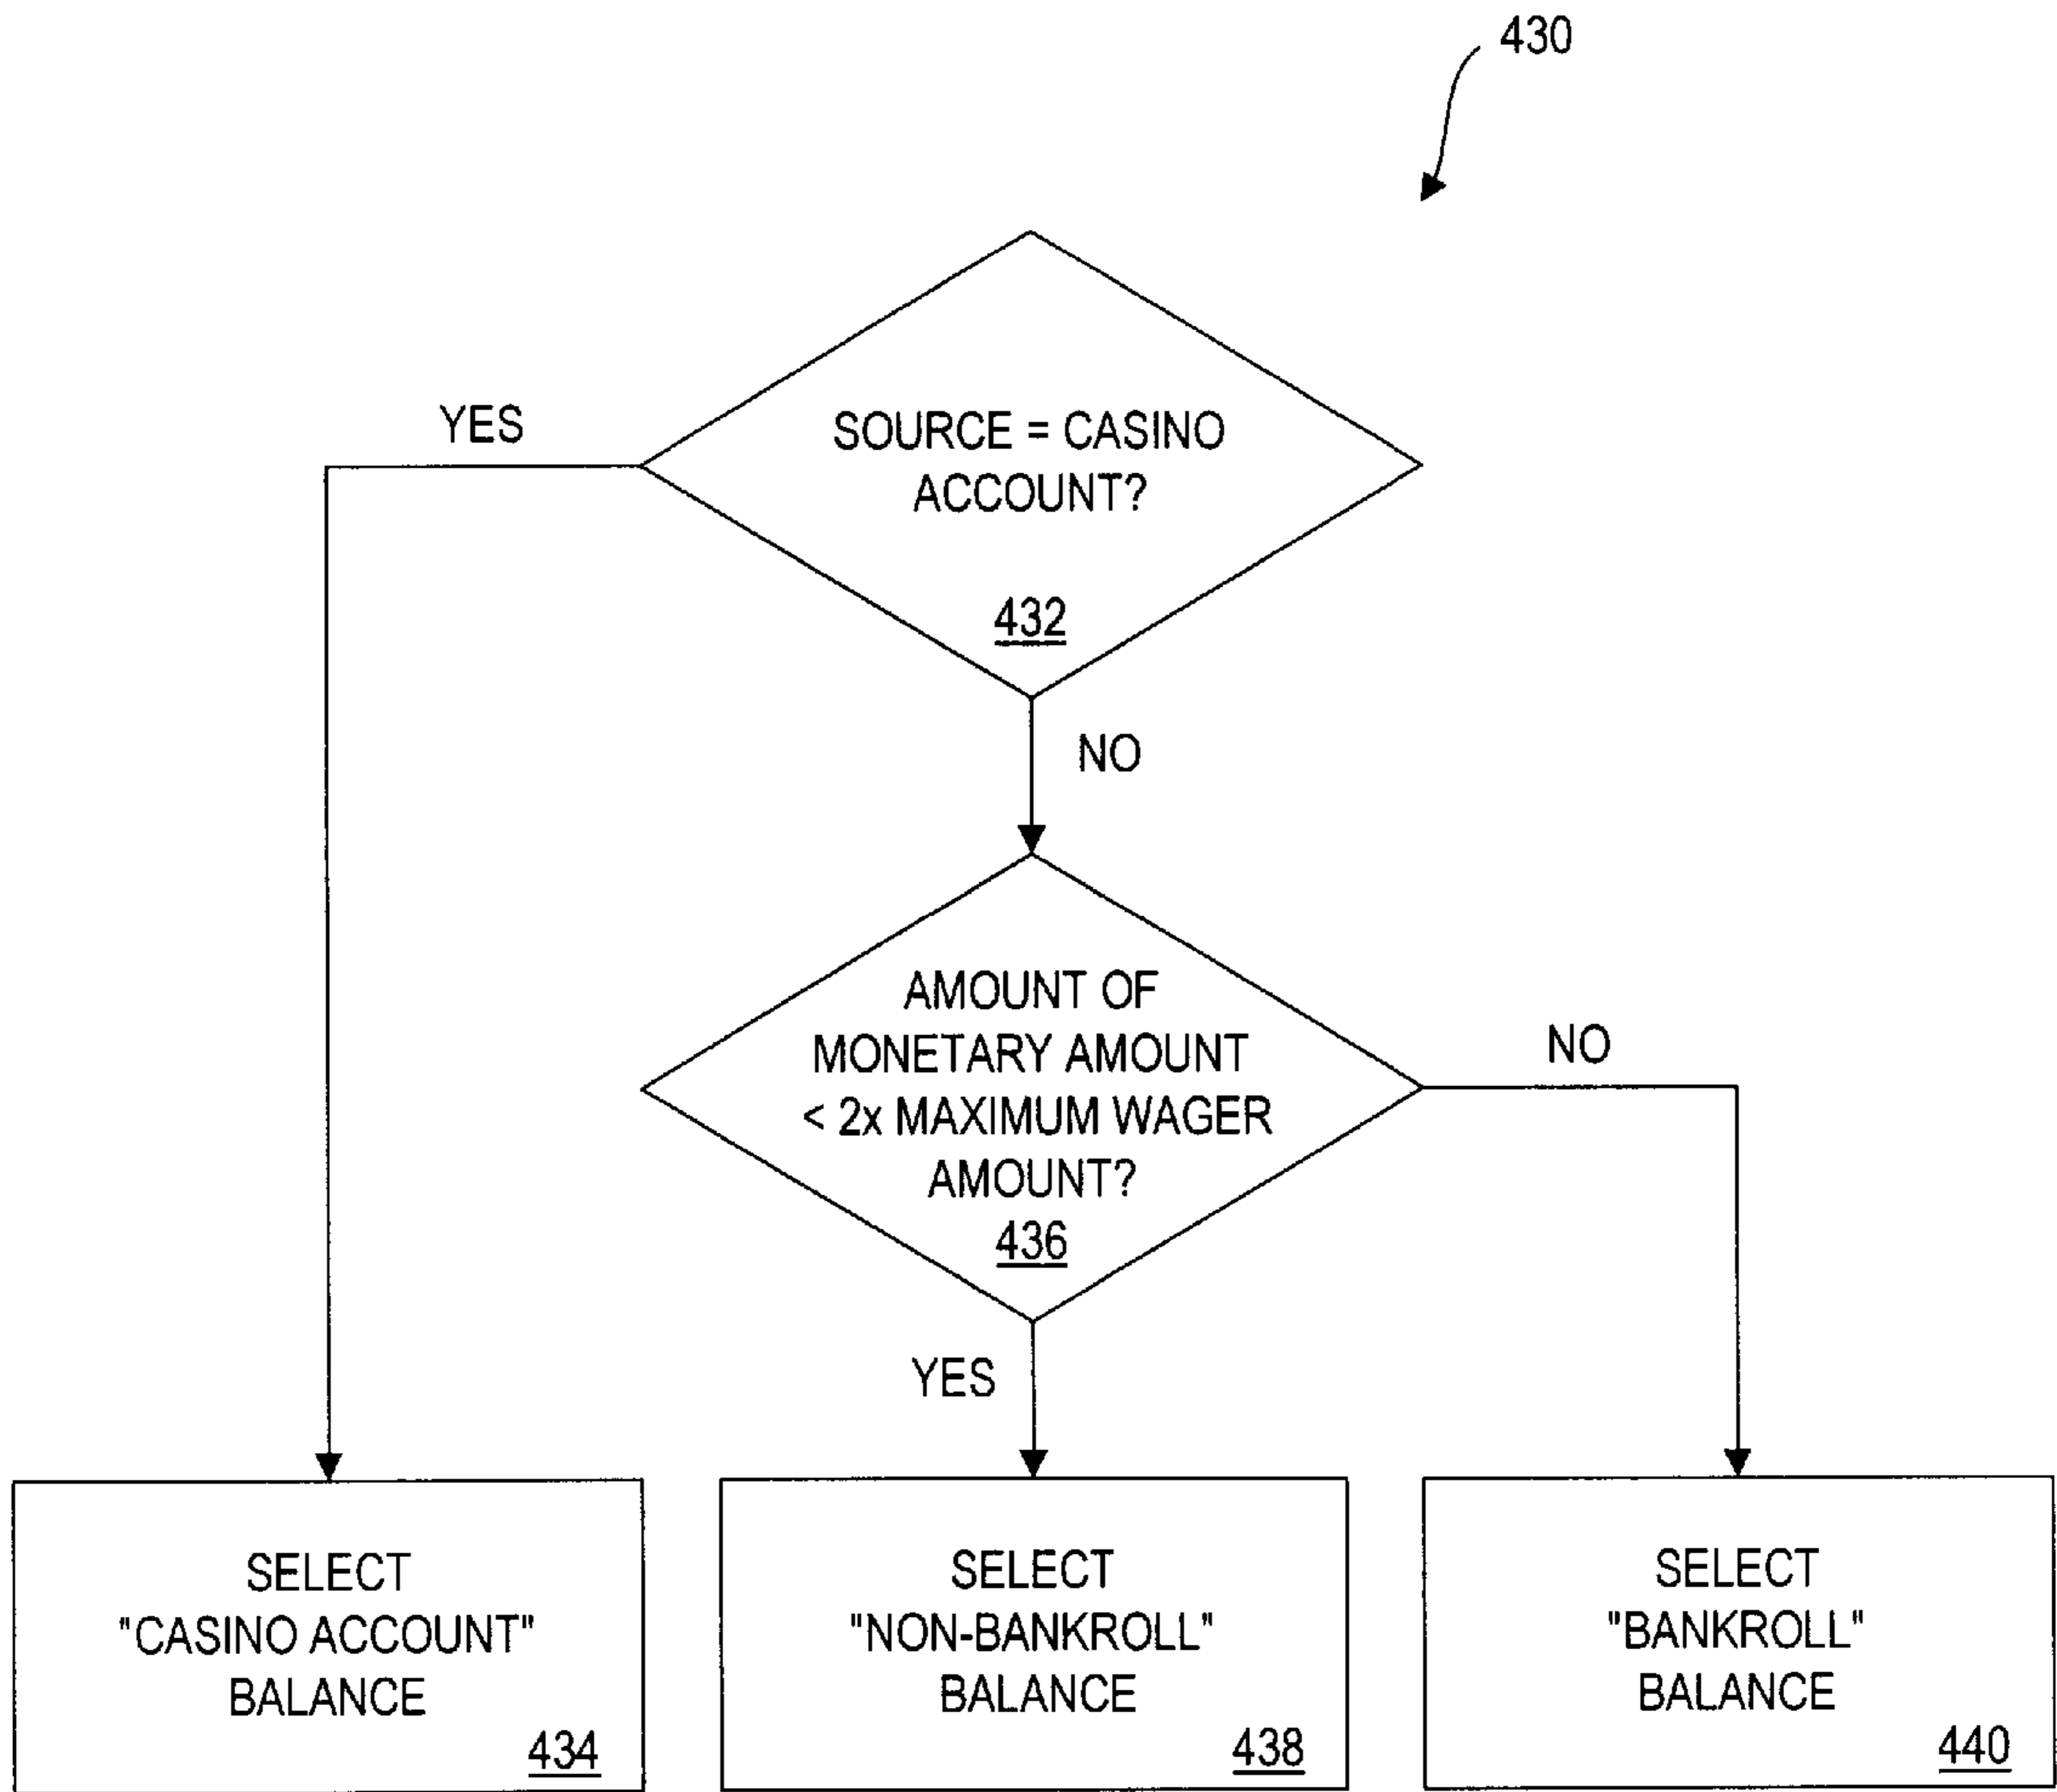 430
SOURCE = CASINO
ACCOUNT?
432
YES
NO
AMOUNT OF
MONETARY AMOUNT
< 2x MAXIMUM WAGER
AMOUNT?
436
NO
YES
SELECT
"CASINO ACCOUNT"
BALANCE
434
SELECT
"NON-BANKROLL"
BALANCE
438
SELECT
"BANKROLL"
BALANCE
440